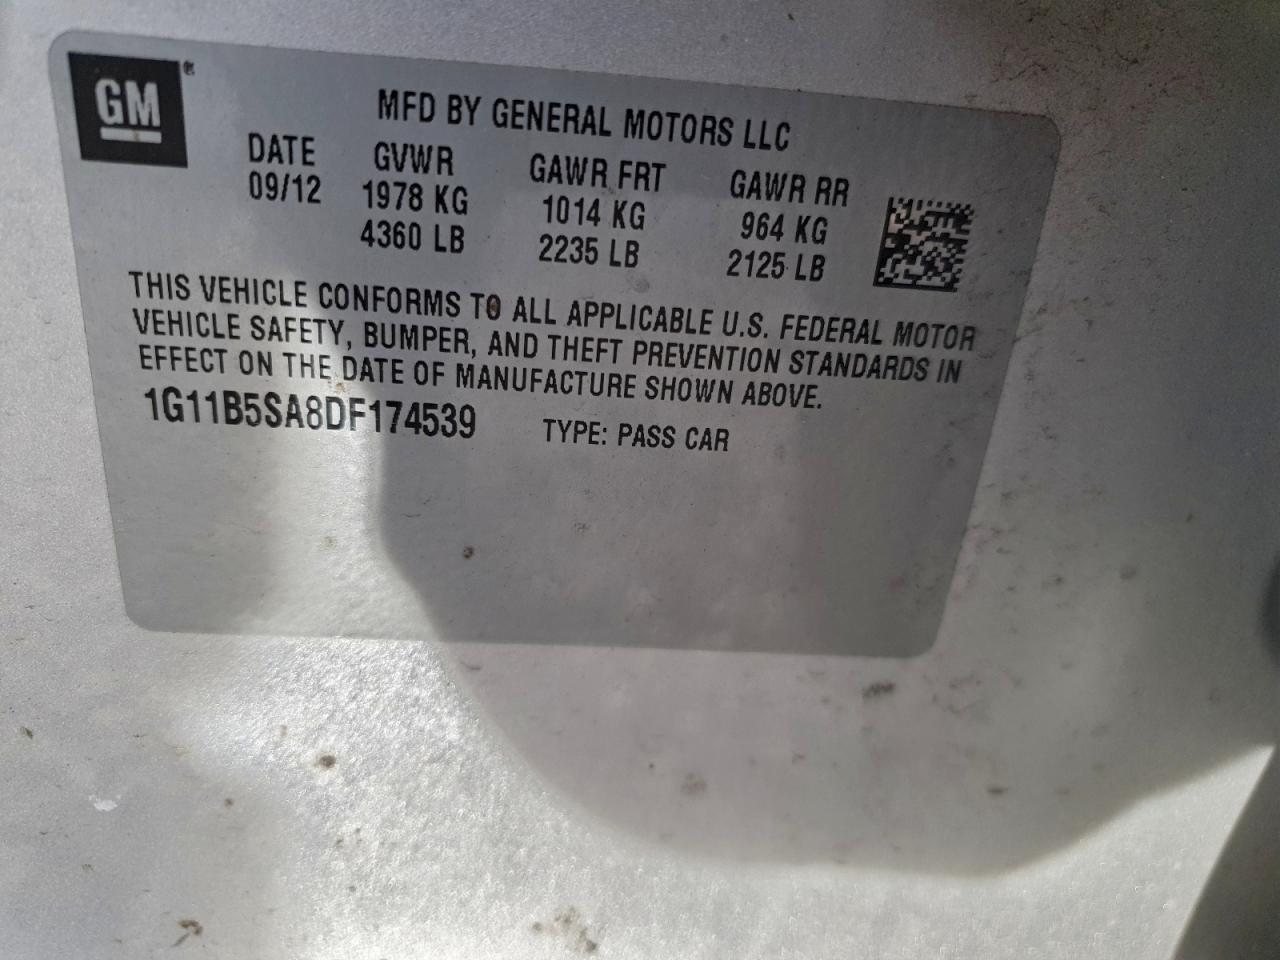 GM®
MFD BY GENERAL MOTORS LLC
DATE GVWR GAWR FRT GAWR RR
09/12 1978 KG 1014 KG 964 KG
4360 LB 2235 LB 2125 LB
THIS VEHICLE CONFORMS TO ALL APPLICABLE U.S. FEDERAL MOTOR
VEHICLE SAFETY, BUMPER, AND THEFT PREVENTION STANDARDS IN
EFFECT ON THE DATE OF MANUFACTURE SHOWN ABOVE.
1G11B5SA8DF174539 TYPE: PASS CAR